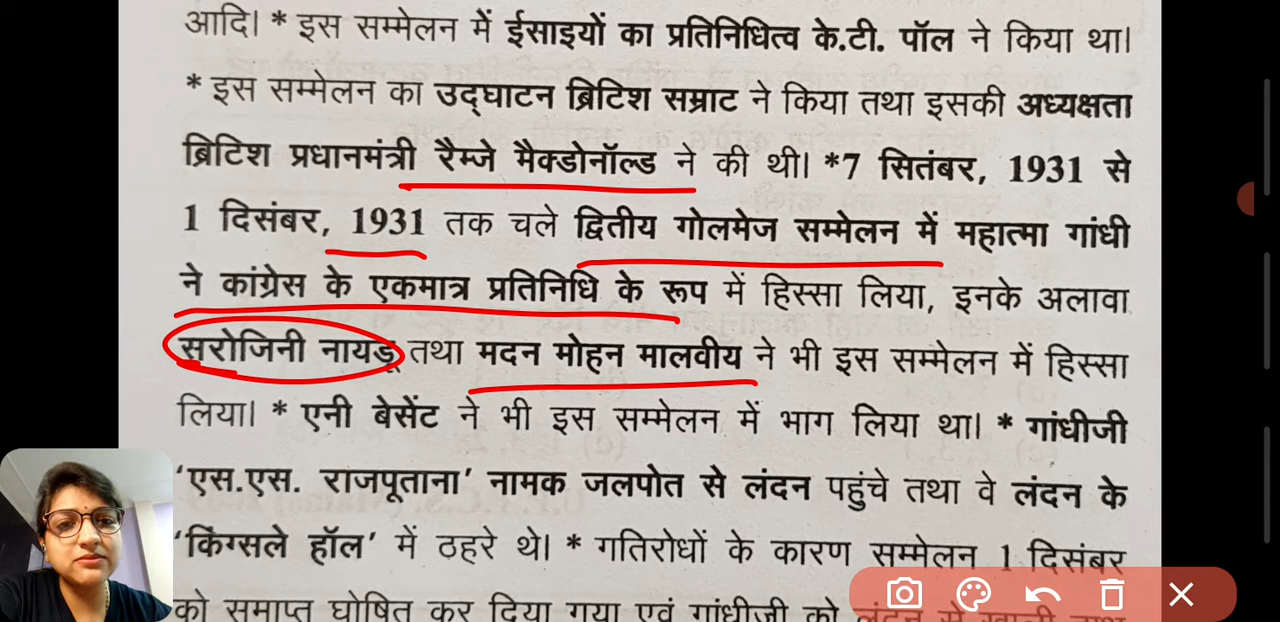 आदि। * इस सम्मेलन में ईसाइयों का प्रतिनिधित्व के.टी. पॉल ने किया था।
* इस सम्मेलन का उद्घाटन ब्रिटिश सम्राट ने किया तथा इसकी अध्यक्षता
ब्रिटिश प्रधानमंत्री रैम्जे मैक्डोनॉल्ड ने की थी। *7 सितंबर, 1931 से
1 दिसंबर, 1931 तक चले द्वितीय गोलमेज सम्मेलन में महात्मा गांधी
ने कांग्रेस के एकमात्र प्रतिनिधि के रूप में हिस्सा लिया, इनके अलावा
सरोजिनी नायडू तथा मदन मोहन मालवीय ने भी इस सम्मेलन में हिस्सा
लिया। * एनी बेसेंट ने भी इस सम्मेलन में भाग लिया था। * गांधीजी
‘एस.एस. राजपूताना’ नामक जलपोत से लंदन पहुंचे तथा वे लंदन के
‘किंग्सले हॉल’ में ठहरे थे। * गतिरोधों के कारण सम्मेलन 1 दिसंबर
को समाप्त घोषित कर दिया गया एवं गांधीजी को लंदन से खाली हाथ